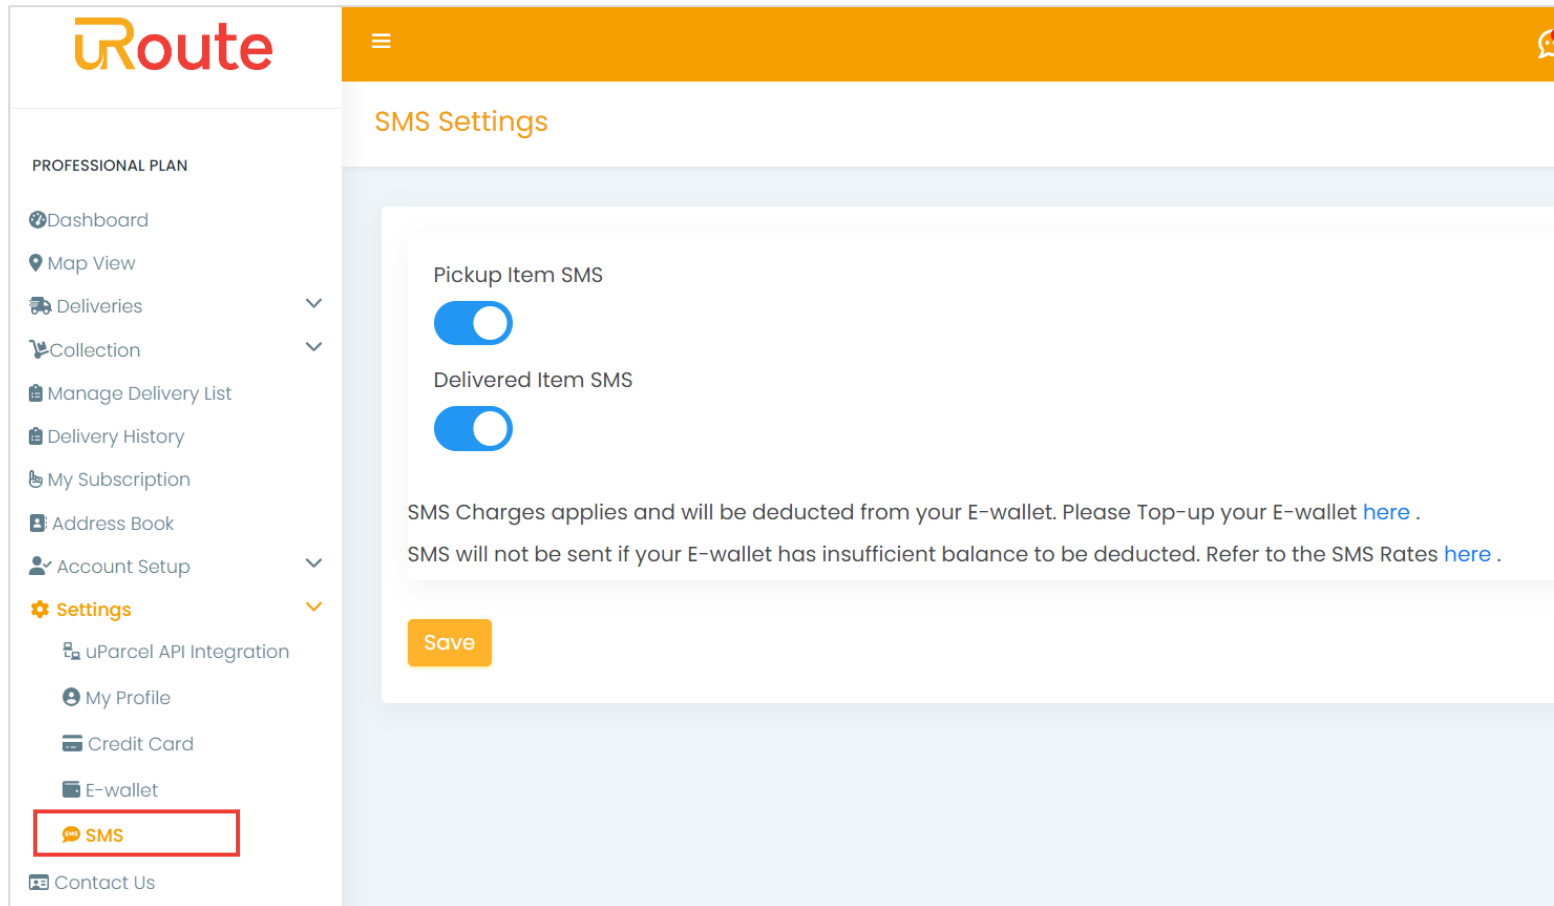 uRoute
SMS Settings
PROFESSIONAL PLAN
Dashboard
Map View
Deliveries
Collection
Manage Delivery List
Delivery History
My Subscription
Address Book
Account Setup
Settings
uParcel API Integration
My Profile
Credit Card
E-wallet
SMS
Contact Us
Pickup Item SMS
Delivered Item SMS
SMS Charges applies and will be deducted from your E-wallet. Please Top-up your E-wallet here .
SMS will not be sent if your E-wallet has insufficient balance to be deducted. Refer to the SMS Rates here .
Save